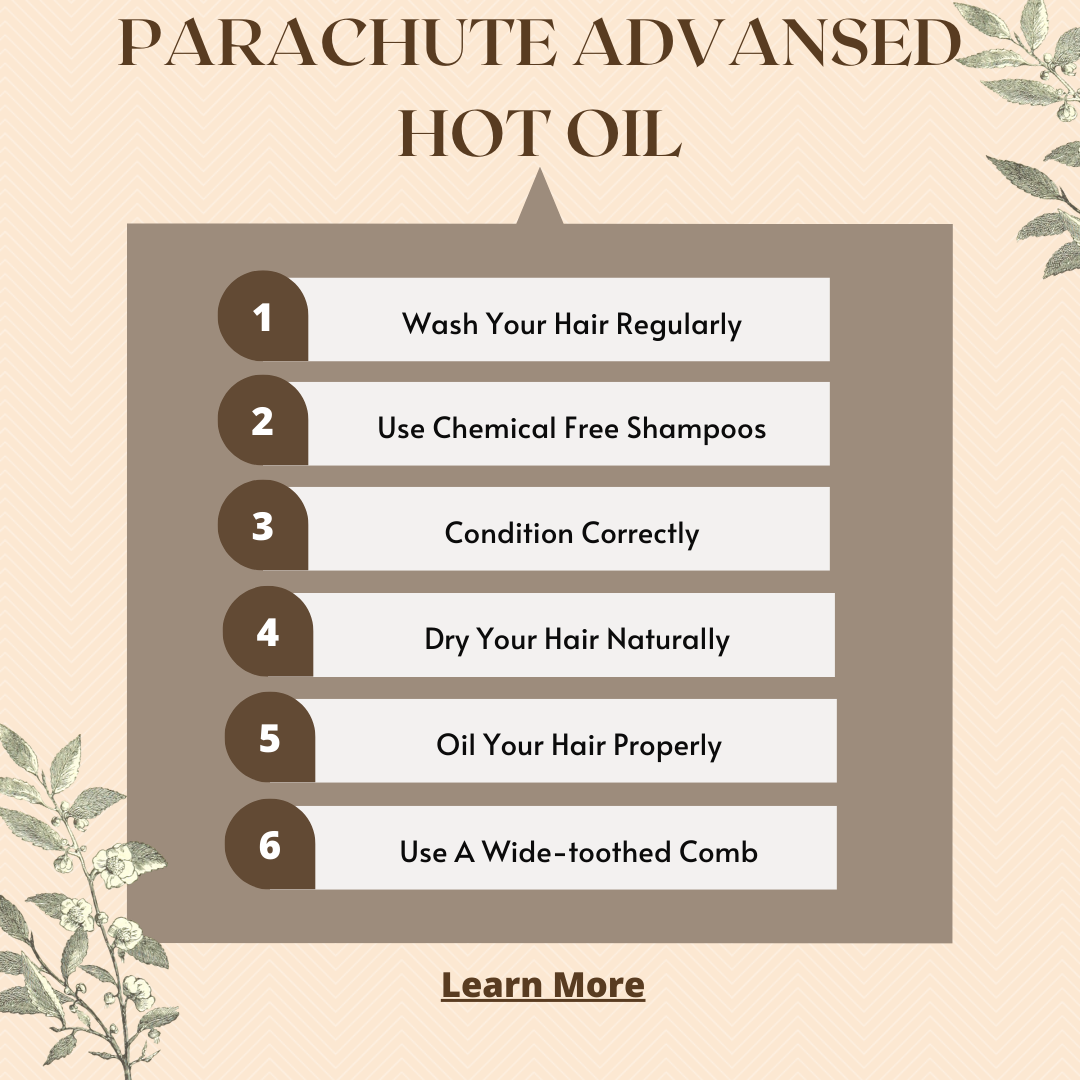 PARACHUTE ADVANSED
HOT OIL
1 Wash Your Hair Regularly
2 Use Chemical Free Shampoos
3 Condition Correctly
4 Dry Your Hair Naturally
5 Oil Your Hair Properly
6 Use A Wide-toothed Comb
Learn More